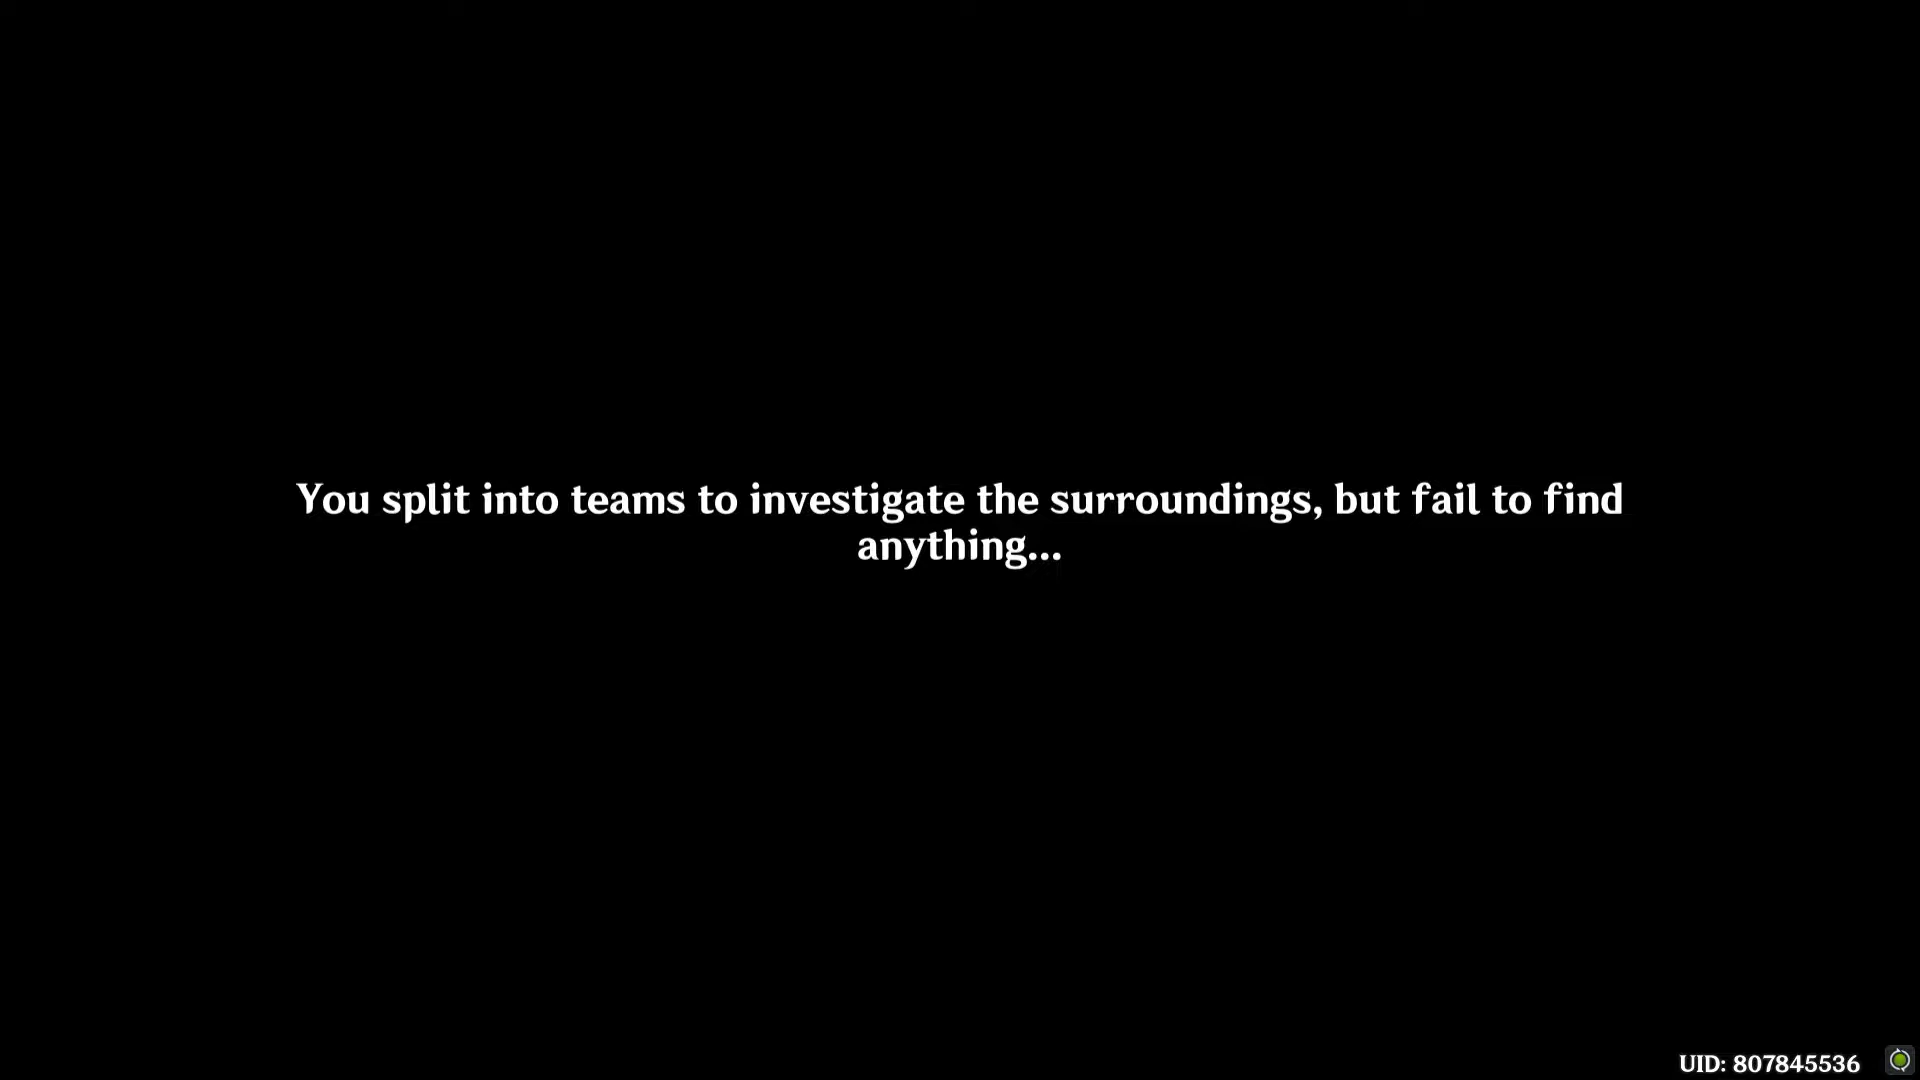 You split into teams to investigate the surroundings, but fail to find
anything...
UID: 807845536